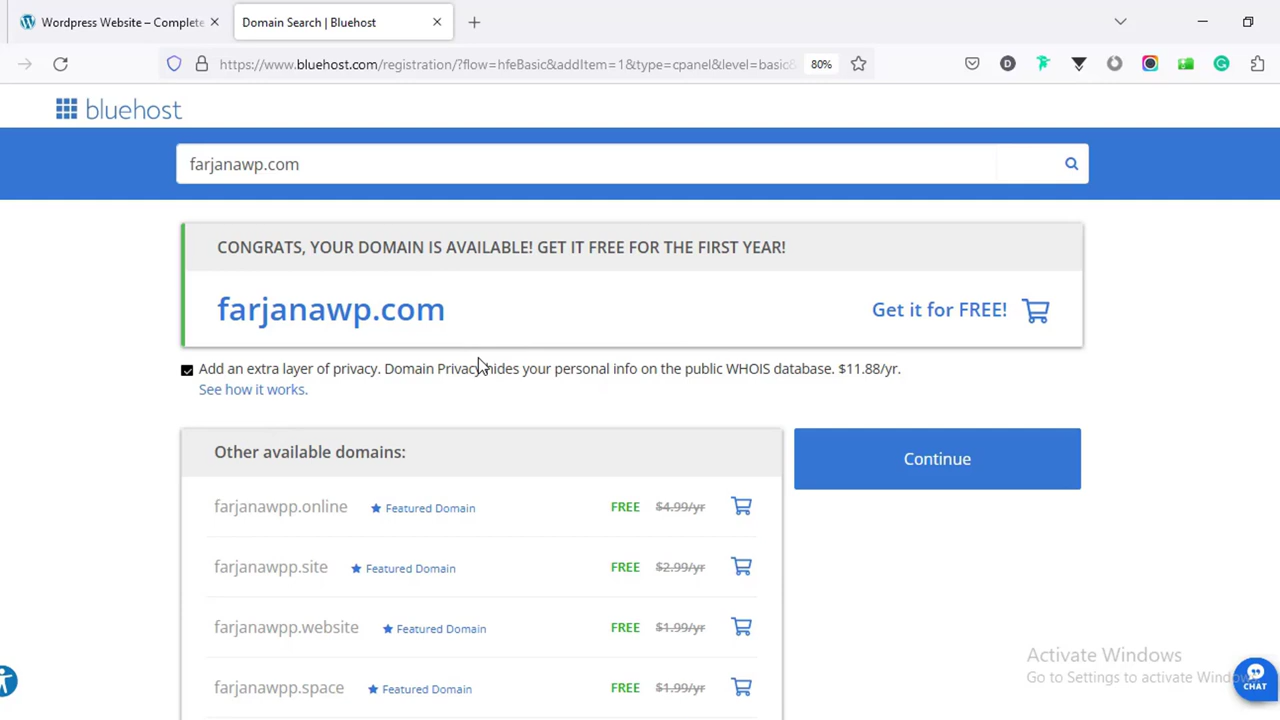 Wordpress Website – Complete
Domain Search | Bluehost
https://www.bluehost.com/registration/?flow=hfeBasic&addItem=1&type=cpanel&level=basic&
80%
bluehost
farjanawp.com
CONGRATS, YOUR DOMAIN IS AVAILABLE! GET IT FREE FOR THE FIRST YEAR!
farjanawp.com
Get it for FREE!
Add an extra layer of privacy. Domain Privacy hides your personal info on the public WHOIS database. $11.88/yr.
See how it works.
Other available domains:
Continue
farjanawpp.online Featured Domain FREE $4.99/yr
farjanawpp.site Featured Domain FREE $2.99/yr
farjanawpp.website Featured Domain FREE $1.99/yr
farjanawpp.space Featured Domain FREE $1.99/yr
Activate Windows
Go to Settings to activate Windows
CHAT